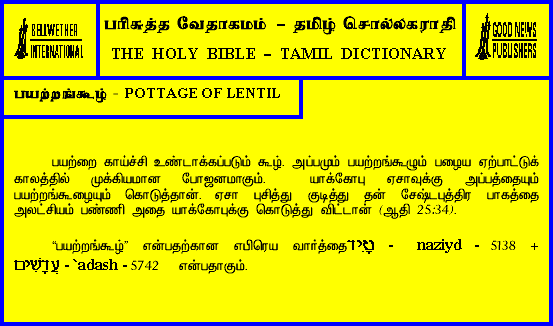 BELLWETHER
INTERNATIONAL
பரிசுத்த வேதாகமம் – தமிழ் சொல்லகராதி
THE HOLY BIBLE – TAMIL DICTIONARY
GOOD NEWS
PUBLISHERS
பயற்றங்கூழ் - POTTAGE OF LENTIL
பயற்றை காய்ச்சி உண்டாக்கப்படும் கூழ். அப்பமும் பயற்றங்கூழும் பழைய ஏற்பாட்டுக்
காலத்தில் முக்கியமான போஜனமாகும். யாக்கோபு ஏசாவுக்கு அப்பத்தையும்
பயற்றங்கூழையும் கொடுத்தான். ஏசா புசித்து குடித்து தன் சேஷ்டபுத்திர பாகத்தை
அலட்சியம் பண்ணி அதை யாக்கோபுக்கு கொடுத்து விட்டான் (ஆதி 25:34).
“பயற்றங்கூழ்” என்பதற்கான எபிரெய வார்த்தை נָזִיד - naziyd - 5138 +
עֲדָשִׁים - `adash - 5742 என்பதாகும்.